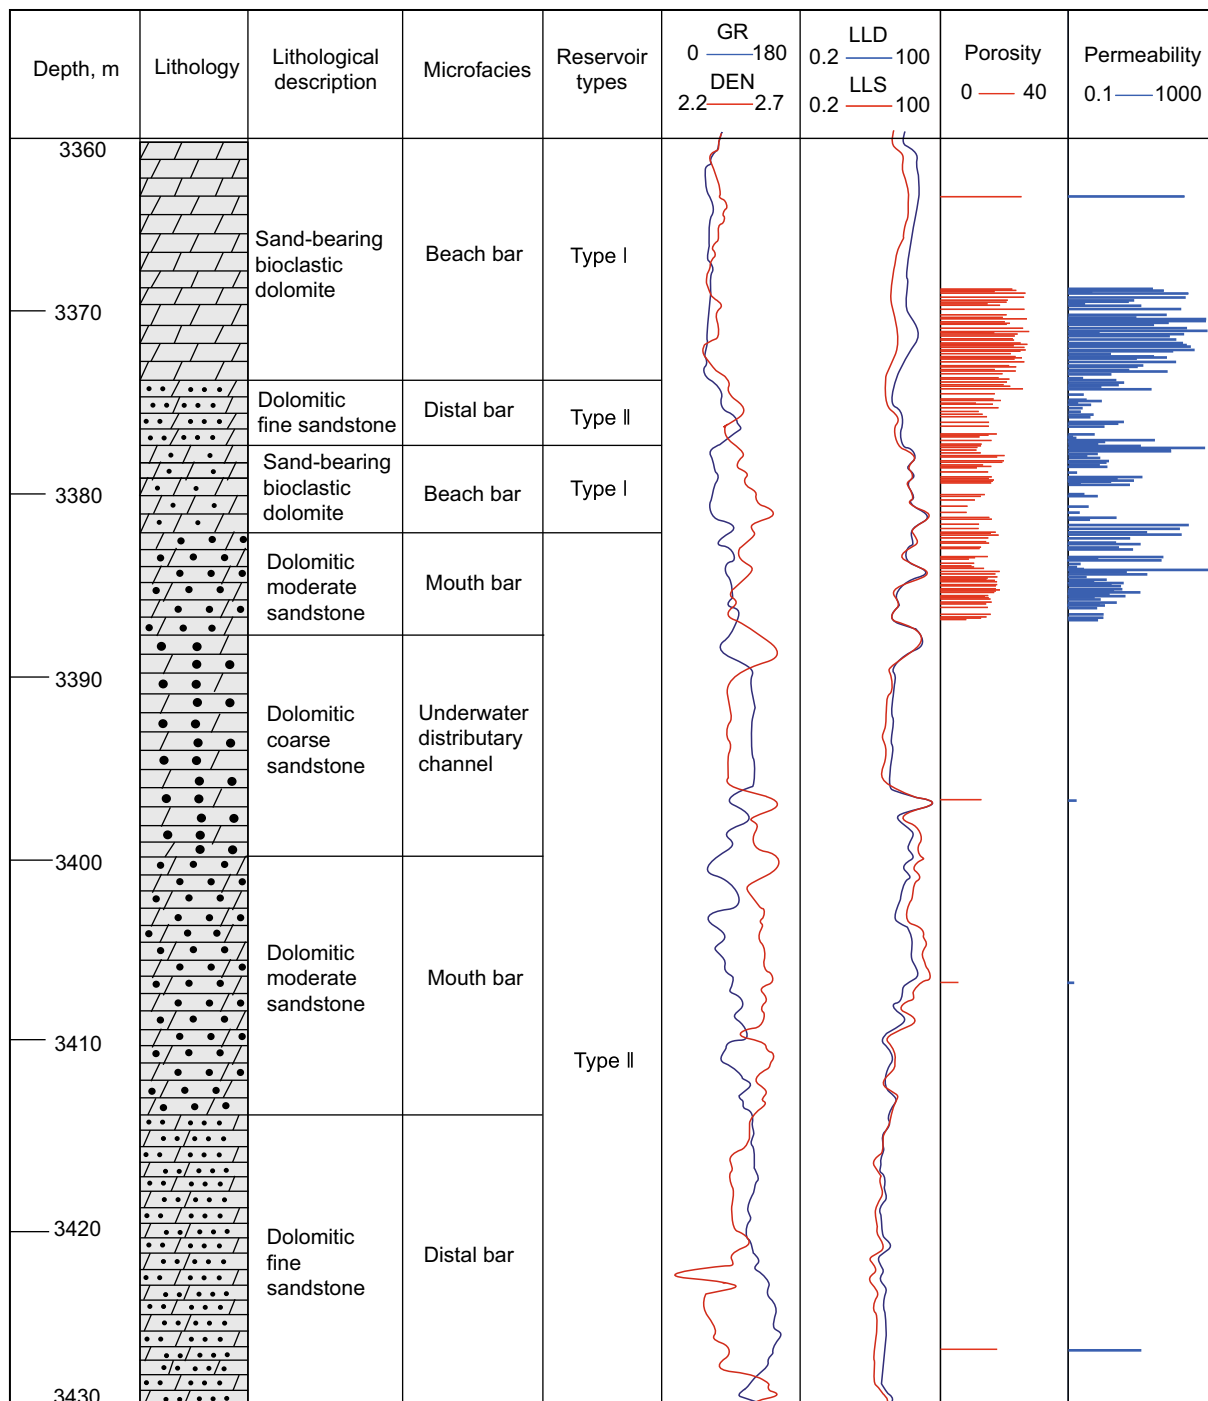 Depth, m
Lithology
Lithological
description
Microfacies
Reservoir
types
GR
0 180
DEN
2.2 2.7
LLD
0.2 100
LLS
0.2 100
Porosity
0 40
Permeability
0.1 1000
3360
3370
3380
3390
3400
3410
3420
3430
Sand-bearing
bioclastic
dolomite
Beach bar
Type Ⅰ
Dolomitic
fine sandstone
Distal bar
Type Ⅱ
Sand-bearing
bioclastic
dolomite
Beach bar
Type Ⅰ
Dolomitic
moderate
sandstone
Mouth bar
Dolomitic
coarse
sandstone
Underwater
distributary
channel
Dolomitic
moderate
sandstone
Mouth bar
Type Ⅱ
Dolomitic
fine
sandstone
Distal bar